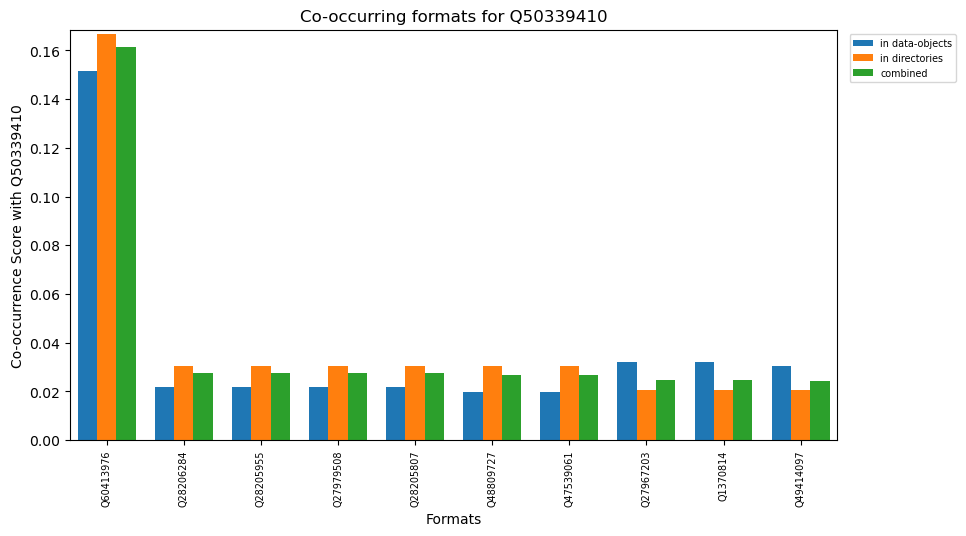 Co-occurring formats for Q50339410
in data-objects
in directories
combined
Co-occurrence Score with Q50339410
0.16
0.14
0.12
0.10
0.08
0.06
0.04
0.02
0.00
Q60413976
Q28206284
Q28205955
Q27979508
Q28205807
Q48809727
Q47539061
Q27967203
Q1370814
Q49414097
Formats